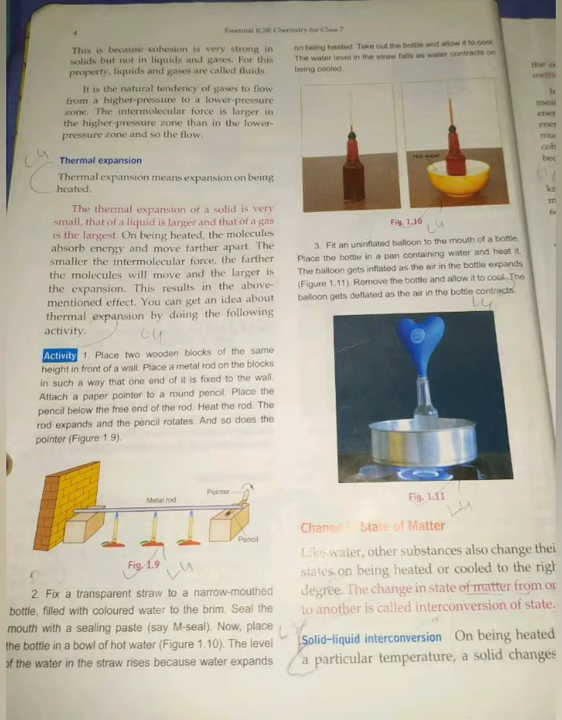 4
Essential ICSE Chemistry for Class 7
This is because cohesion is very strong in
solids but not in liquids and gases. For this
property, liquids and gases are called fluids.
It is the natural tendency of gases to flow
from a higher-pressure to a lower-pressure
zone. The intermolecular force is larger in
the higher-pressure zone than in the lower-
pressure zone and so the flow.
Thermal expansion
Thermal expansion means expansion on being
heated.
The thermal expansion of a solid is very
small, that of a liquid is larger and that of a gas
is the largest. On being heated, the molecules
absorb energy and move farther apart. The
smaller the intermolecular force, the farther
the molecules will move and the larger is
the expansion. This results in the above-
mentioned effect. You can get an idea about
thermal expansion by doing the following
activity.
Activity 1. Place two wooden blocks of the same
height in front of a wall. Place a metal rod on the blocks
in such a way that one end of it is fixed to the wall.
Attach a paper pointer to a round pencil. Place the
pencil below the free end of the rod. Heat the rod. The
rod expands and the pencil rotates. And so does the
pointer (Figure 1.9).
Pointer
Metal rod
Pencil
Fig. 1.9
2. Fix a transparent straw to a narrow-mouthed
bottle, filled with coloured water to the brim. Seal the
mouth with a sealing paste (say M-seal). Now, place
the bottle in a bowl of hot water (Figure 1.10). The level
of the water in the straw rises because water expands
on being heated. Take out the bottle and allow it to cool.
The water level in the straw falls as water contracts on
being cooled.
Hot water
Fig. 1.10
3. Fit an uninflated balloon to the mouth of a bottle.
Place the bottle in a pan containing water and heat it.
The balloon gets inflated as the air in the bottle expands
(Figure 1.11). Remove the bottle and allow it to cool. The
balloon gets deflated as the air in the bottle contracts.
Fig. 1.11
Change State of Matter
Like water, other substances also change thei
states on being heated or cooled to the righ
degree. The change in state of matter from on
to another is called interconversion of state.
Solid-liquid interconversion On being heated
a particular temperature, a solid changes